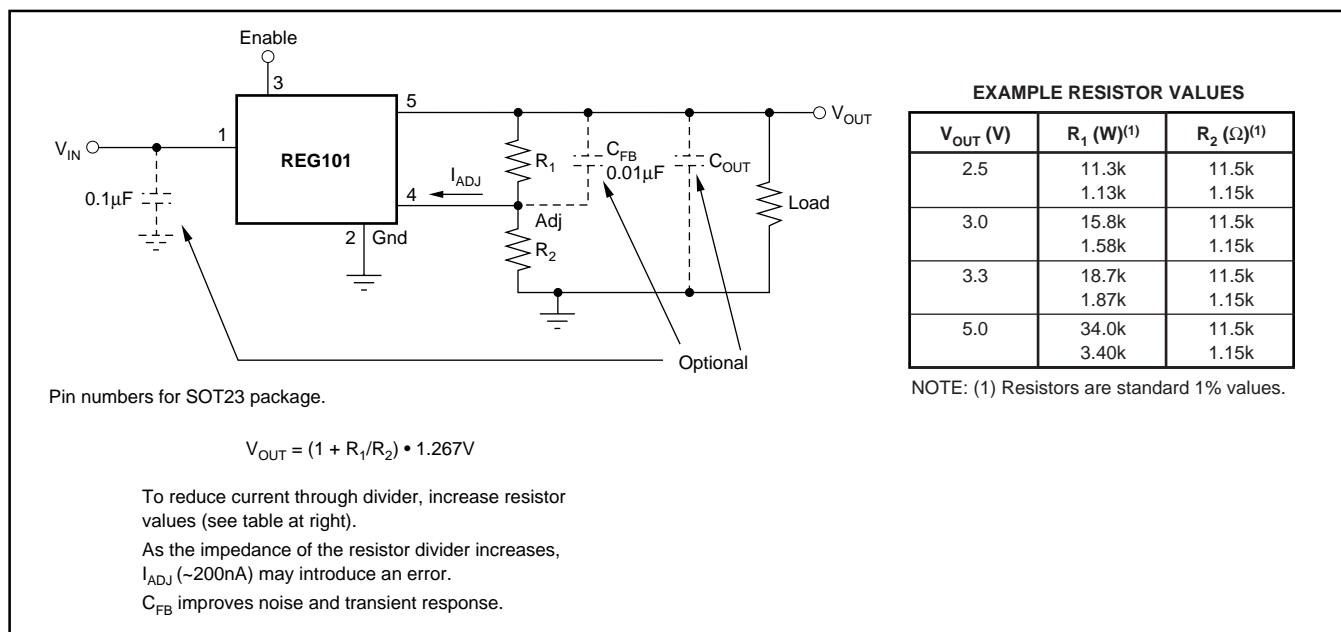 Enable
3
5
V_OUT
1
V_IN
REG101
R_1
C_FB
0.01µF
C_OUT
I_ADJ
0.1µF
4
Load
Adj
2
Gnd
R_2
Optional
Pin numbers for SOT23 package.
V_OUT = (1 + R_1/R_2) • 1.267V
To reduce current through divider, increase resistor
values (see table at right).
As the impedance of the resistor divider increases,
I_ADJ (~200nA) may introduce an error.
C_FB improves noise and transient response.
EXAMPLE RESISTOR VALUES
V_OUT (V) R_1 (W)(1) R_2 (Ω)(1)
2.5 11.3k 11.5k
1.13k 1.15k
3.0 15.8k 11.5k
1.58k 1.15k
3.3 18.7k 11.5k
1.87k 1.15k
5.0 34.0k 11.5k
3.40k 1.15k
NOTE: (1) Resistors are standard 1% values.